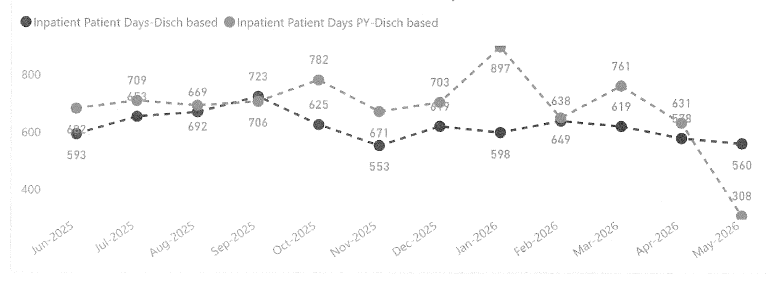 Inpatient Patient Days-Disch based Inpatient Patient Days PY-Disch based
782 897
709 723 703 761
800 669 638 631
653 625 619 619 578
600 692 706 671 649
593 553 598 560
308
400
Jun-2025 Jul-2025 Aug-2025 Sep-2025 Oct-2025 Nov-2025 Dec-2025 Jan-2026 Feb-2026 Mar-2026 Apr-2026 May-2026